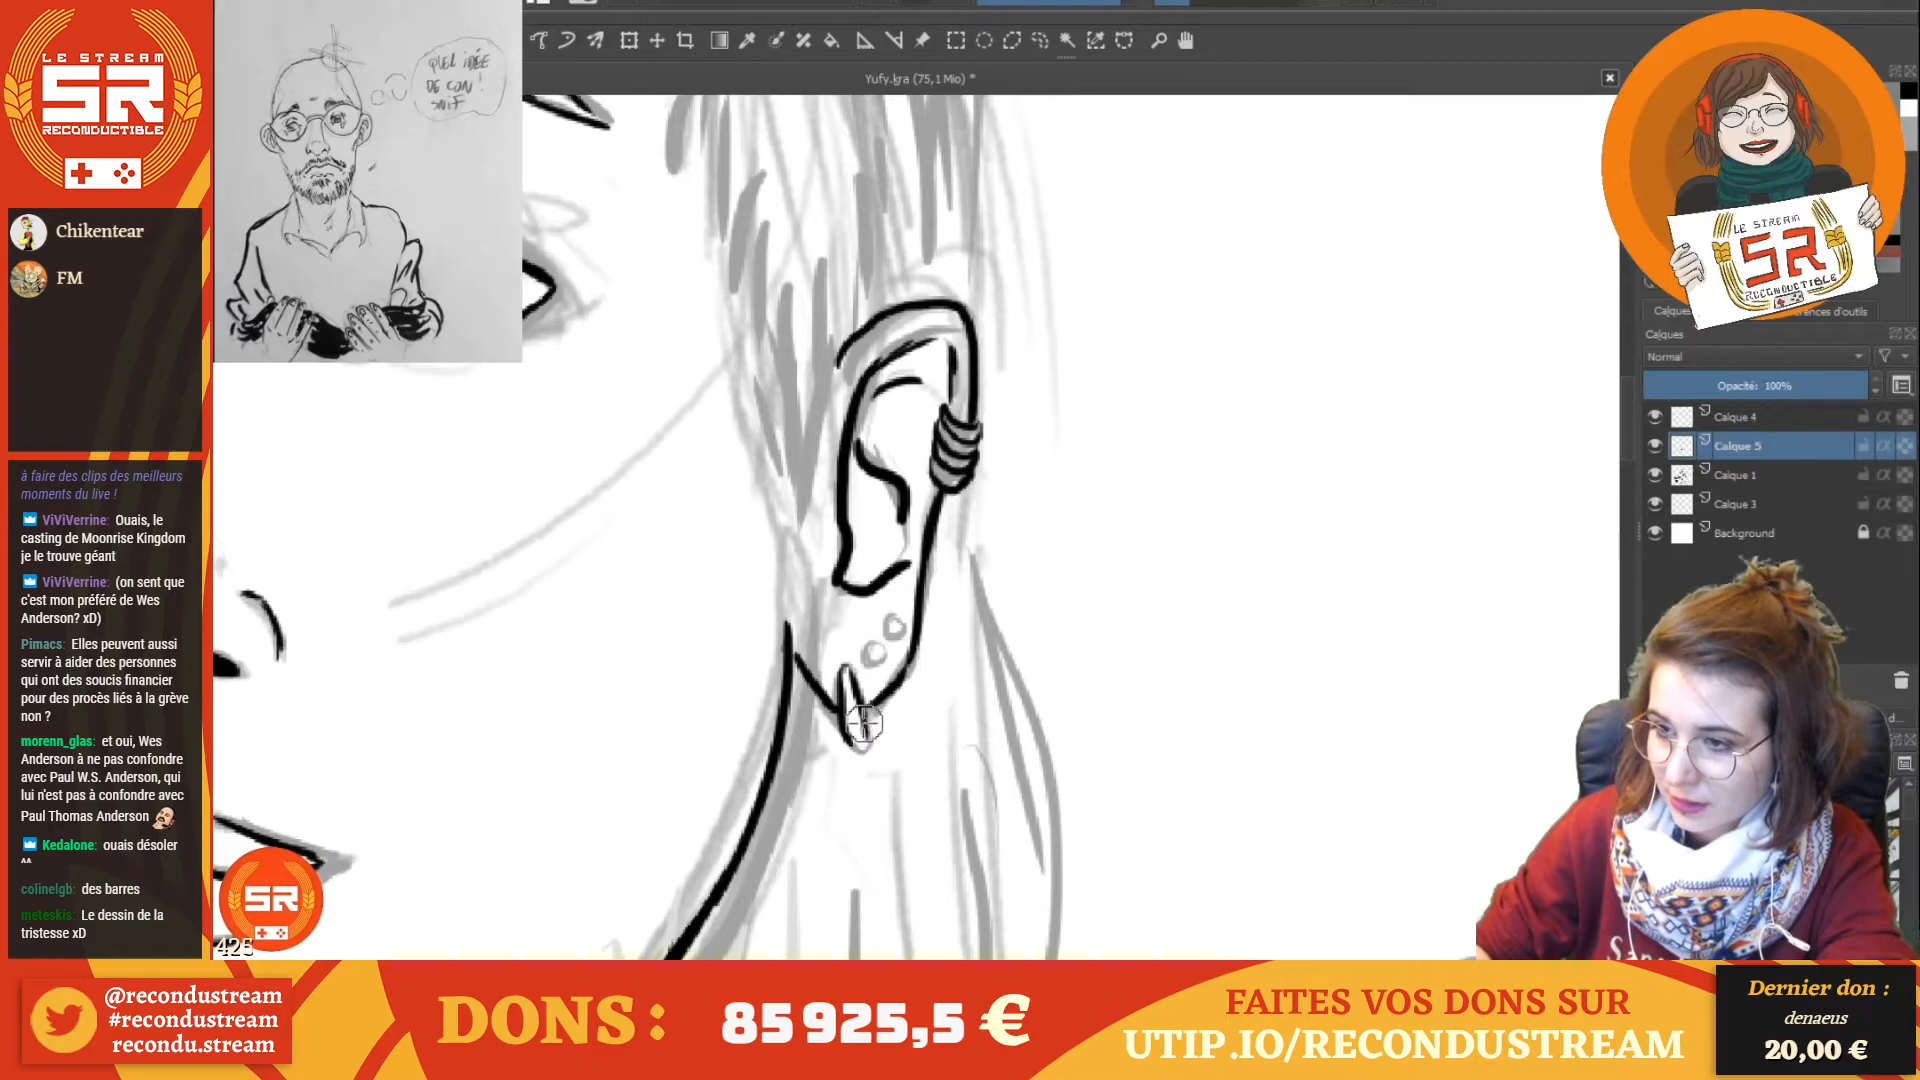 LE STREAM
SR
RECONDUCTIBLE
QUEL IDÉE
DE CON !
SNIF
Yufy.kra (75,1 Mio) *
LE STREAM
SR
RECONDUCTIBLE
Chikentear
FM
à faire des clips des meilleurs
moments du live !
ViViVerrine: Ouais, le
casting de Moonrise Kingdom
je le trouve géant
ViViVerrine: (on sent que
c'est mon préféré de Wes
Anderson? xD)
Pimacs: Elles peuvent aussi
servir à aider des personnes
qui ont des soucis financier
pour des procès liés à la grève
non ?
morenn_glas: et oui, Wes
Anderson à ne pas confondre
avec Paul W.S. Anderson, qui
lui n'est pas à confondre avec
Paul Thomas Anderson
Kedalone: ouais désoler
^^
colinelgb: des barres
meteskis: Le dessin de la
tristesse xD
Calques
Normal
Opacité: 100%
Calque 4
Calque 5
Calque 1
Calque 3
Background
SR
425
@recondustream
#recondustream
recondu.stream
DONS : 85 925,5 €
FAITES VOS DONS SUR
UTIP.IO/RECONDUSTREAM
Dernier don :
denaeus
20,00 €